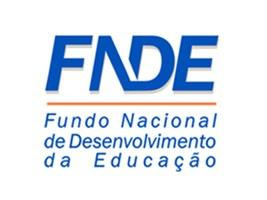 FNDE
Fundo Nacional
de Desenvolvimento
da Educação